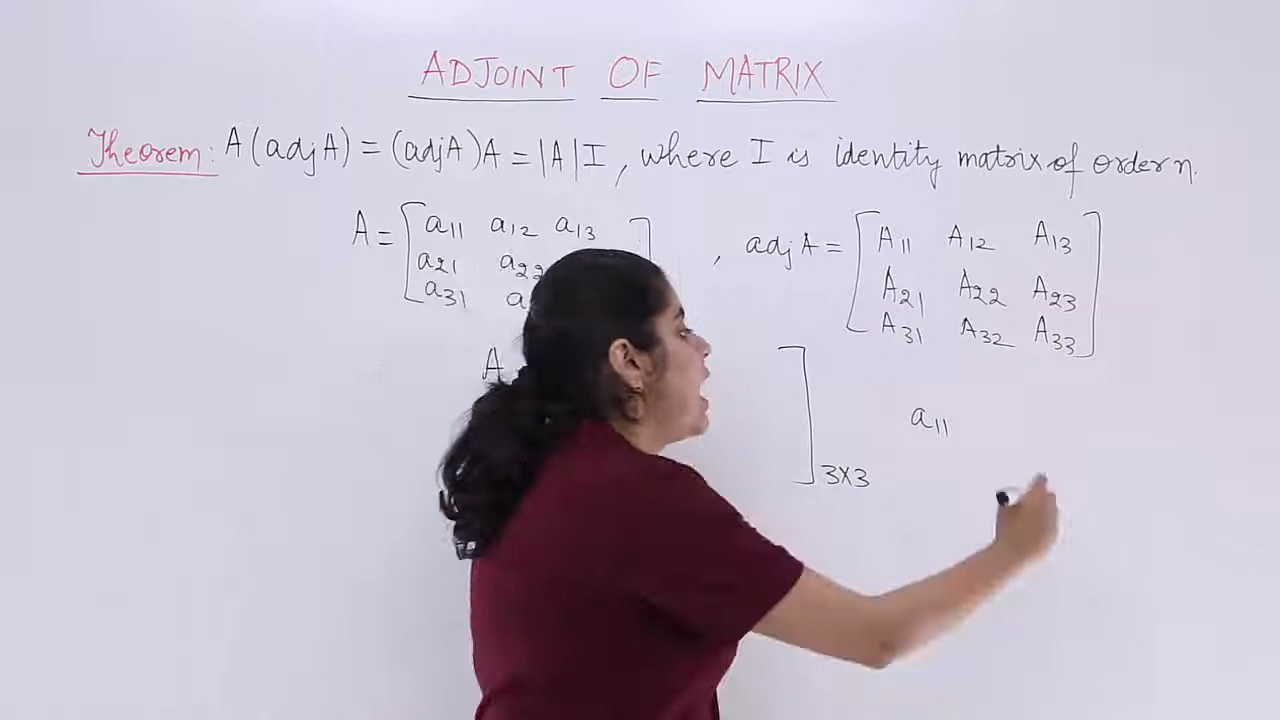 ADJOINT OF MATRIX
Theorem: A(adjA) = (adjA)A = |A|I, where I is identity matrix of order n.
A = [a11 a12 a13
a21 a22
a31
, adj A = [A11 A12 A13
A21 A22 A23
A31 A32 A33]
A
]3X3
a11